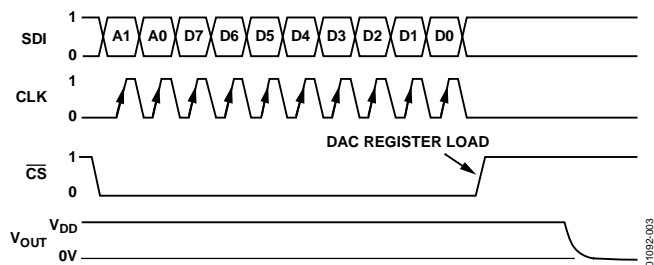 SDI
1
0
A1 A0 D7 D6 D5 D4 D3 D2 D1 D0
CLK
1
0
DAC REGISTER LOAD
CS
1
0
VOUT
VDD
0V
01092-003